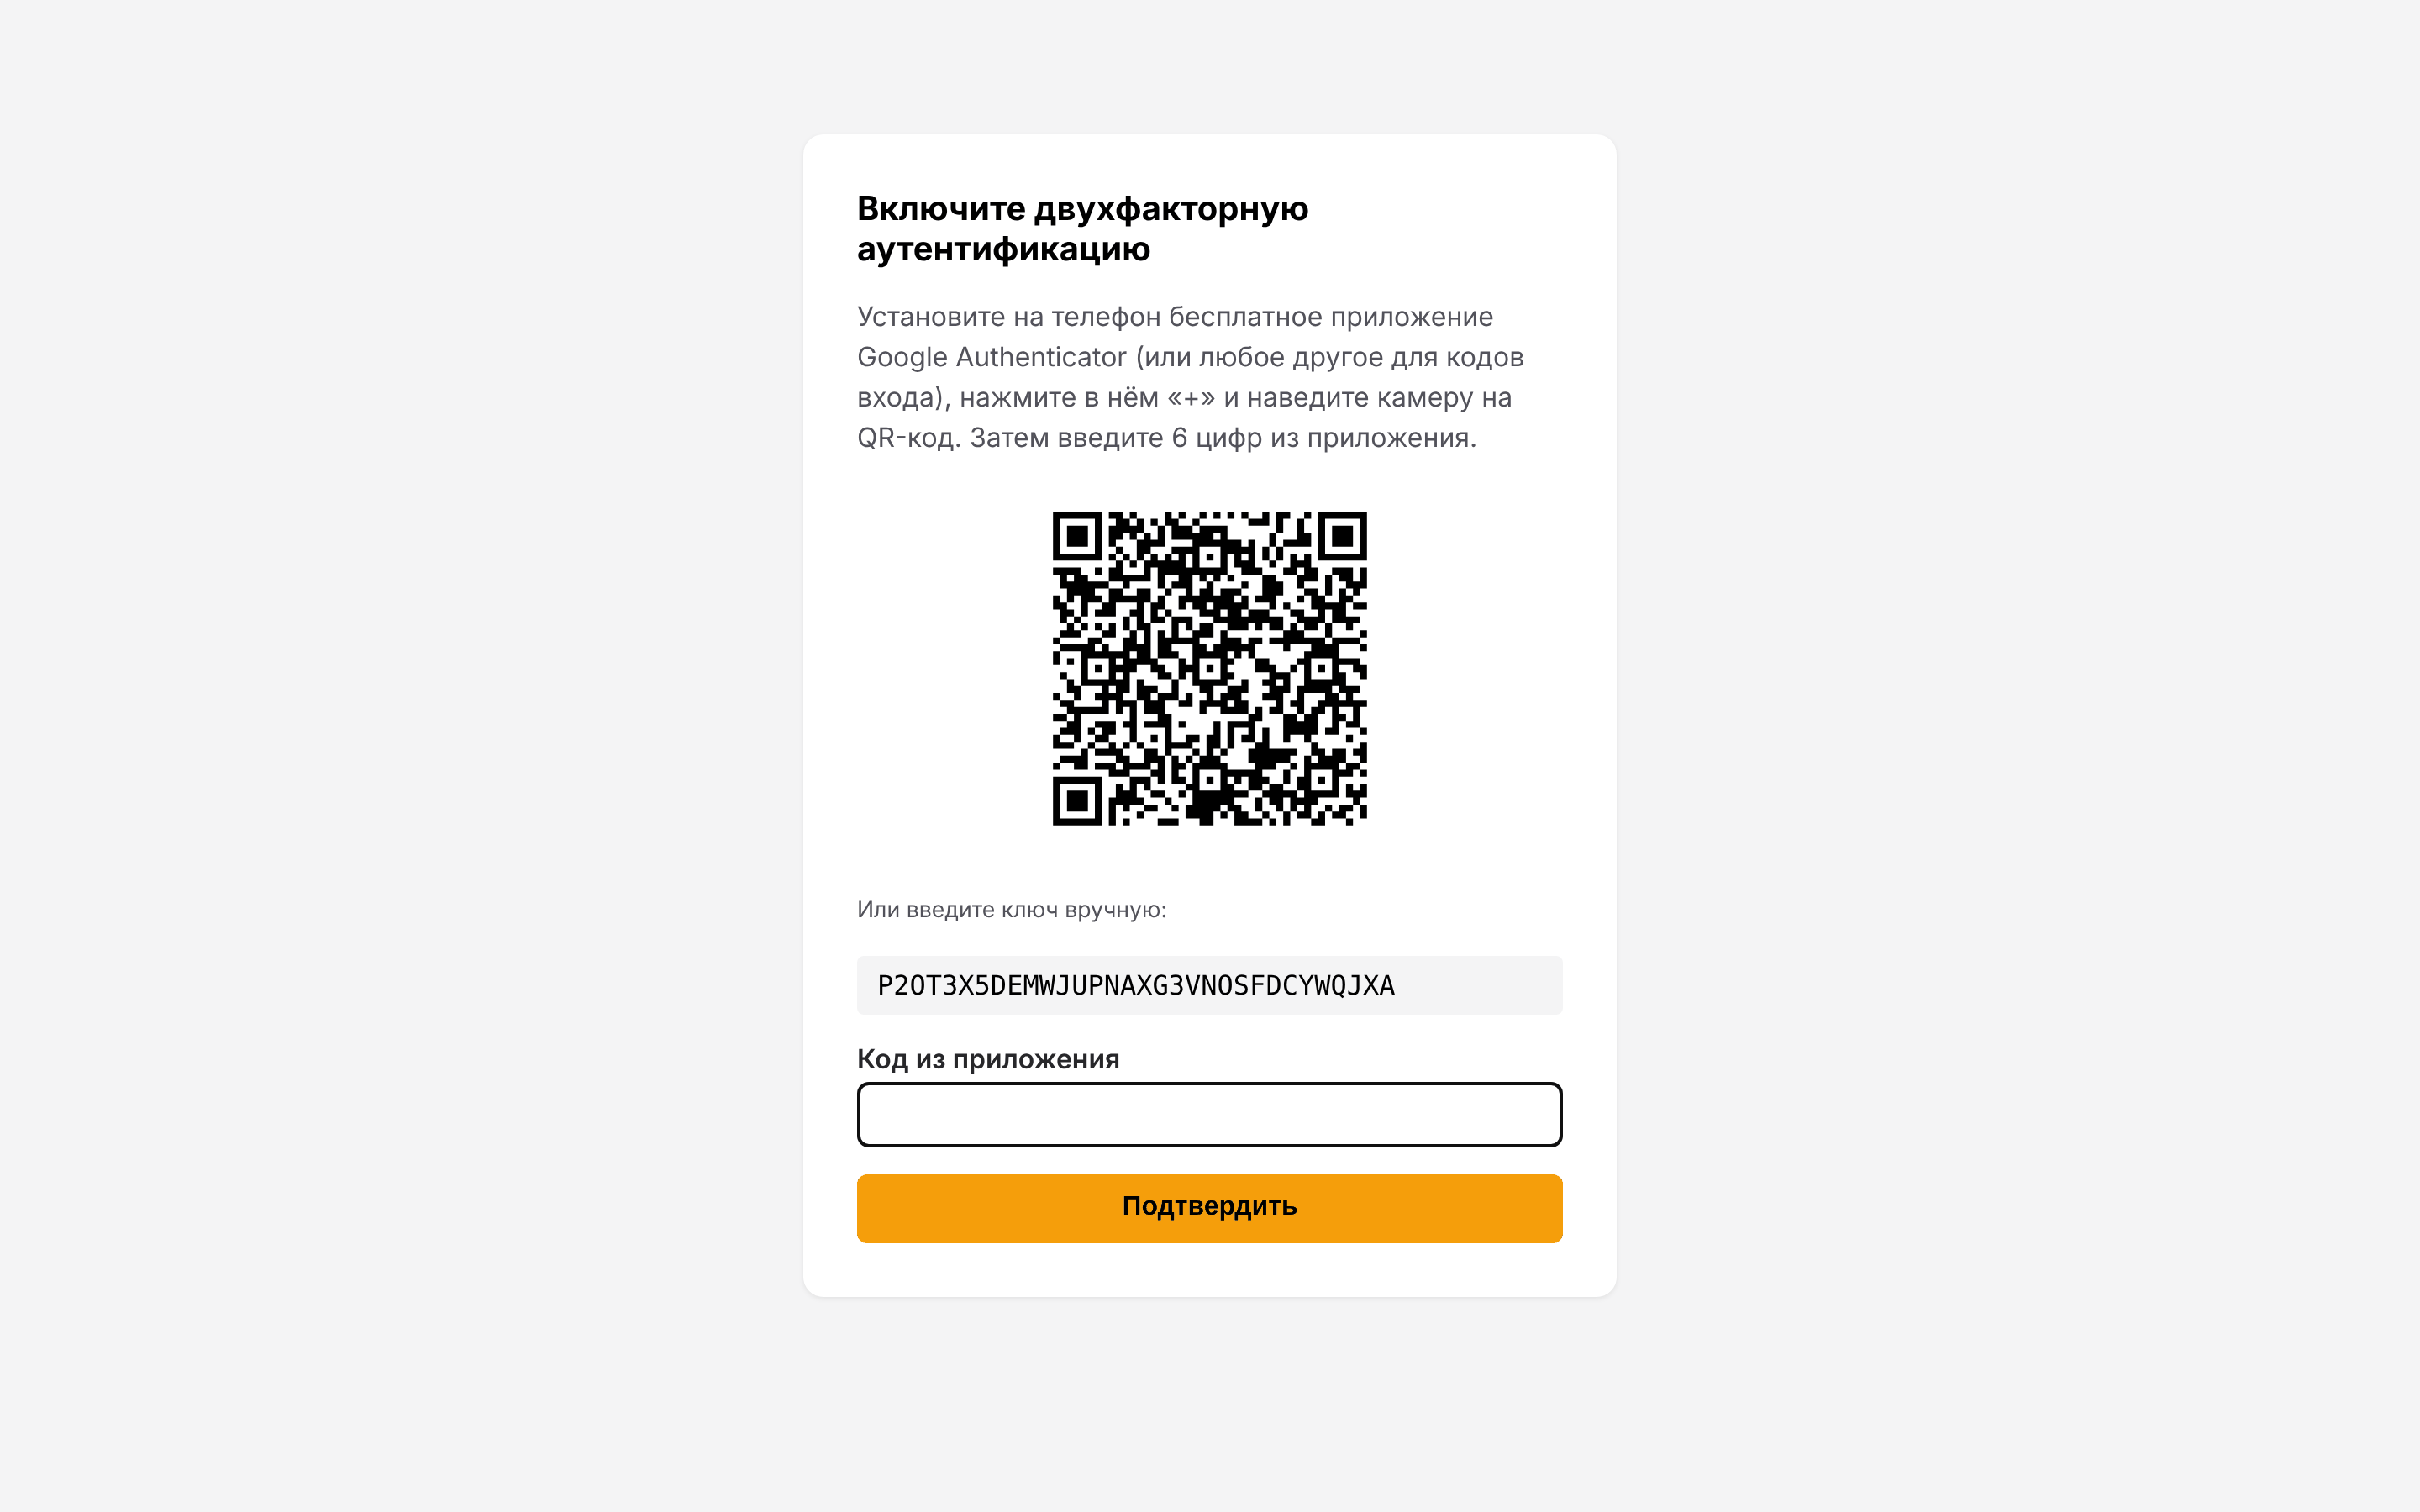 Включите двухфакторную
аутентификацию
Установите на телефон бесплатное приложение
Google Authenticator (или любое другое для кодов
входа), нажмите в нём «+» и наведите камеру на
QR-код. Затем введите 6 цифр из приложения.
Или введите ключ вручную:
P2OT3X5DEMWJUPNAXG3VNOSFDCYWQJXA
Код из приложения
Подтвердить